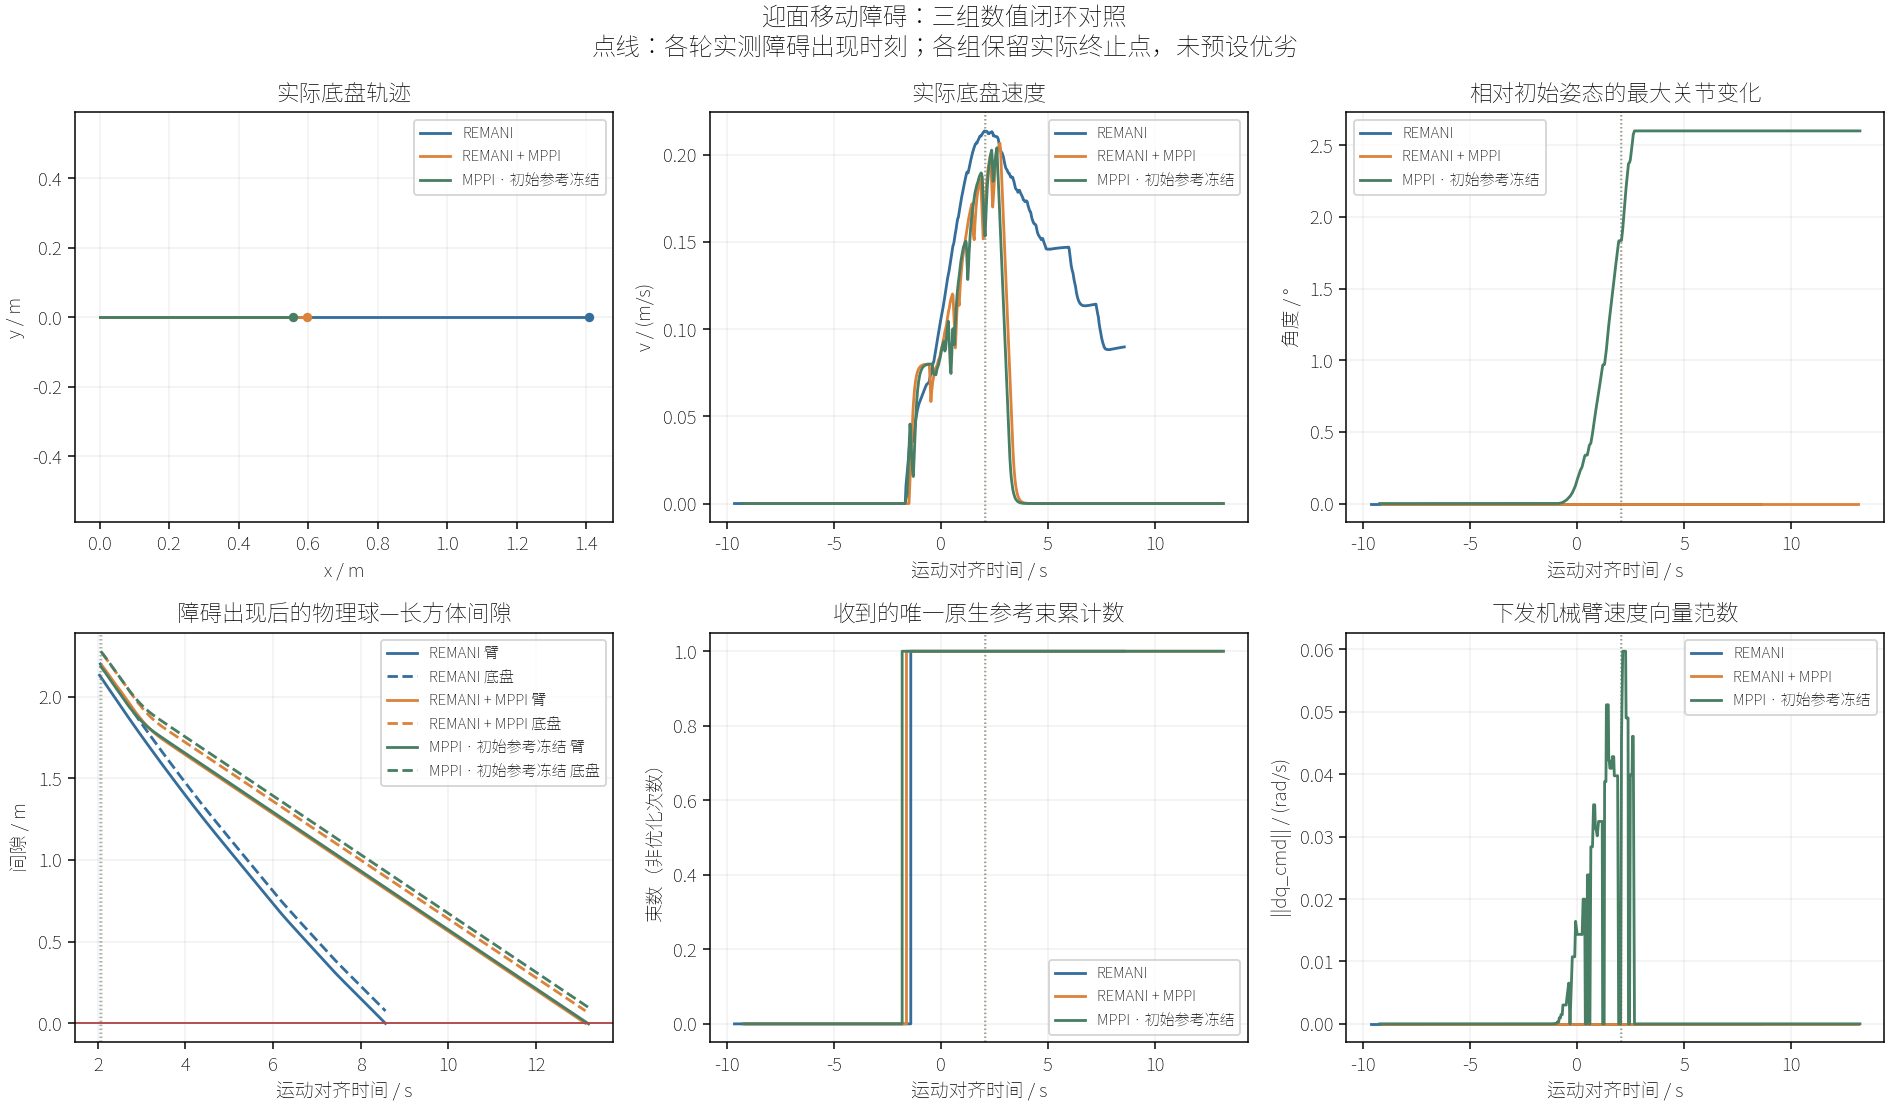 迎面移动障碍：三组数值闭环对照
点线：各轮实测障碍出现时刻；各组保留实际终止点，未预设优劣
实际底盘轨迹
REMANI
REMANI + MPPI
MPPI · 初始参考冻结
0.4
0.2
0.0
-0.2
-0.4
y / m
0.0 0.2 0.4 0.6 0.8 1.0 1.2 1.4
x / m
实际底盘速度
REMANI
REMANI + MPPI
MPPI · 初始参考冻结
0.20
0.15
0.10
0.05
0.00
v / (m/s)
-10 -5 0 5 10
运动对齐时间 / s
相对初始姿态的最大关节变化
REMANI
REMANI + MPPI
MPPI · 初始参考冻结
2.5
2.0
1.5
1.0
0.5
0.0
角度 / °
-10 -5 0 5 10
运动对齐时间 / s
障碍出现后的物理球—长方体间隙
REMANI 臂
REMANI 底盘
REMANI + MPPI 臂
REMANI + MPPI 底盘
MPPI · 初始参考冻结 臂
MPPI · 初始参考冻结 底盘
2.0
1.5
1.0
0.5
0.0
间隙 / m
2 4 6 8 10 12
运动对齐时间 / s
收到的唯一原生参考束累计数
1.0
0.8
0.6
0.4
0.2
0.0
束数（非优化次数）
REMANI
REMANI + MPPI
MPPI · 初始参考冻结
-10 -5 0 5 10
运动对齐时间 / s
下发机械臂速度向量范数
REMANI
REMANI + MPPI
MPPI · 初始参考冻结
0.06
0.05
0.04
0.03
0.02
0.01
0.00
||dq_cmd|| / (rad/s)
-10 -5 0 5 10
运动对齐时间 / s